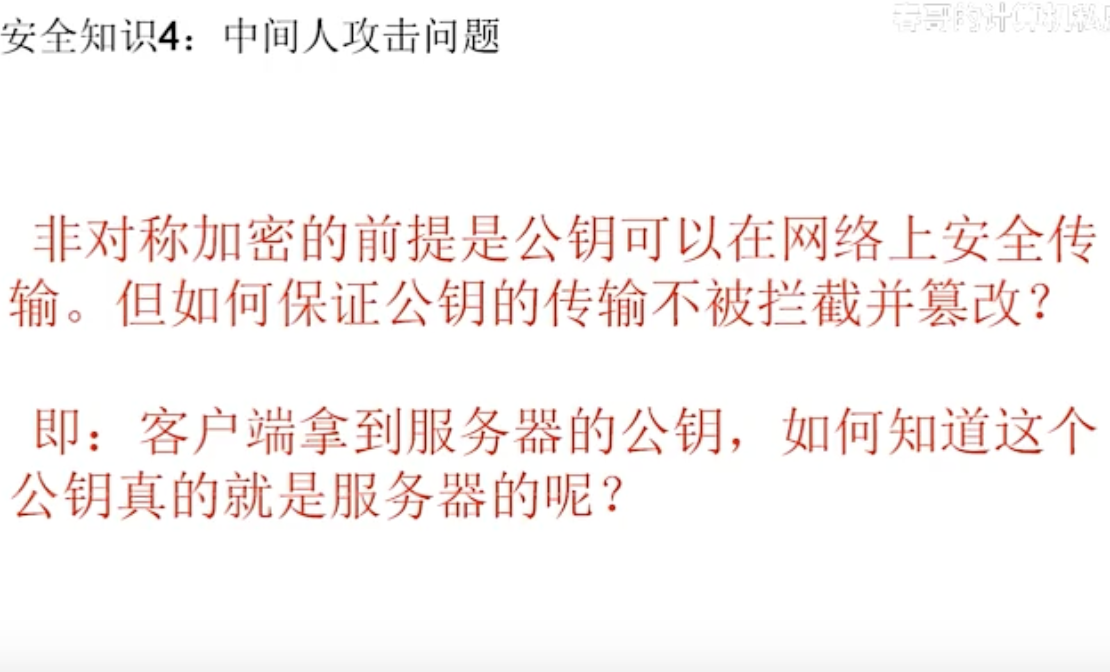 安全知识4：中间人攻击问题
春哥的计算机私
非对称加密的前提是公钥可以在网络上安全传
输。但如何保证公钥的传输不被拦截并篡改？
即：客户端拿到服务器的公钥，如何知道这个
公钥真的就是服务器的呢？